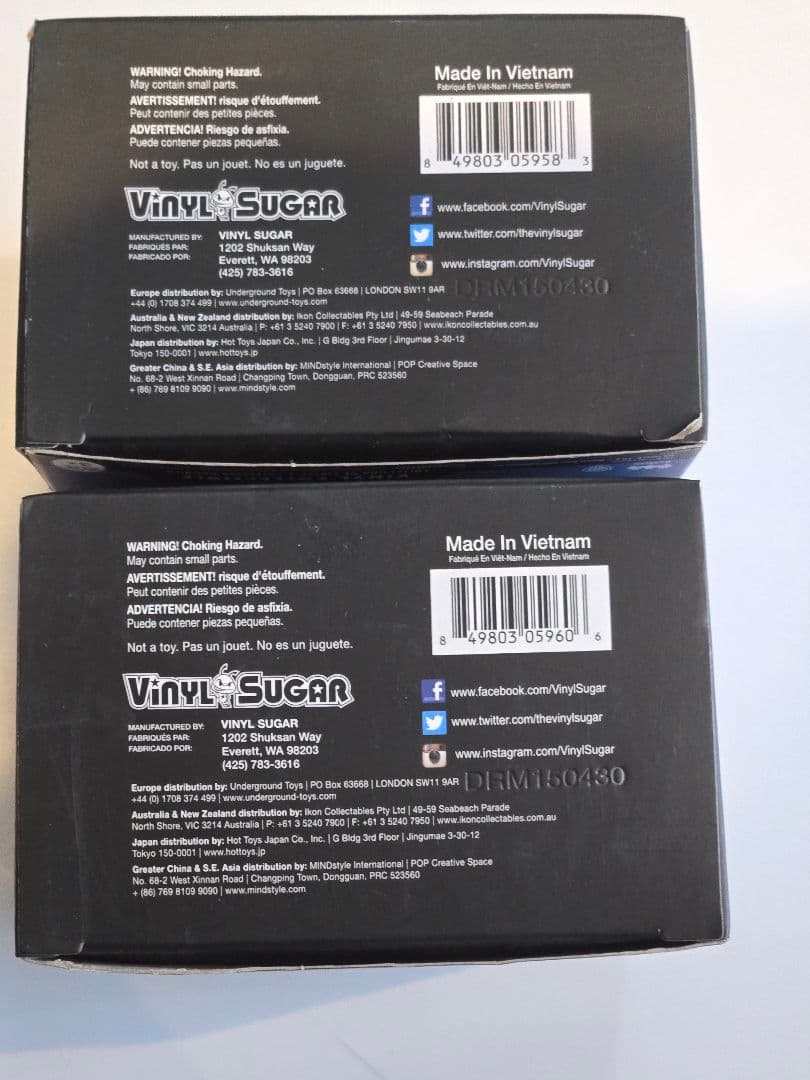 WARNING! Choking Hazard.
May contain small parts.
AVERTISSEMENT! risque d'étouffement.
Peut contenir des petites pièces.
ADVERTENCIA! Riesgo de asfixia.
Puede contener piezas pequeñas.
Not a toy. Pas un jouet. No es un juguete.
Made In Vietnam
Fabriqué En Viêt-Nam / Hecho En Vietnam
8 49803 05958 3
VINYL SUGAR
MANUFACTURED BY: VINYL SUGAR
FABRIQUÉS PAR: 1202 Shuksan Way
FABRICADO POR: Everett, WA 98203
(425) 783-3616
www.facebook.com/VinylSugar
www.twitter.com/thevinylsugar
www.instagram.com/VinylSugar
DRM150430
Europe distribution by: Underground Toys | PO Box 63668 | LONDON SW11 9AR
+44 (0) 1708 374 499 | www.underground-toys.com
Australia & New Zealand distribution by: Ikon Collectables Pty Ltd | 49-59 Seabeach Parade
North Shore, VIC 3214 Australia | P: +61 3 5240 7900 | F: +61 3 5240 7950 | www.ikoncollectables.com.au
Japan distribution by: Hot Toys Japan Co., Inc. | G Bldg 3rd Floor | Jingumae 3-30-12
Tokyo 150-0001 | www.hottoys.jp
Greater China & S.E. Asia distribution by: MINDstyle International | POP Creative Space
No. 68-2 West Xinnan Road | Changping Town, Dongguan, PRC 523560
+ (86) 769 8109 9090 | www.mindstyle.com
WARNING! Choking Hazard.
May contain small parts.
AVERTISSEMENT! risque d'étouffement.
Peut contenir des petites pièces.
ADVERTENCIA! Riesgo de asfixia.
Puede contener piezas pequeñas.
Not a toy. Pas un jouet. No es un juguete.
Made In Vietnam
Fabriqué En Viêt-Nam / Hecho En Vietnam
8 49803 05960 6
VINYL SUGAR
MANUFACTURED BY: VINYL SUGAR
FABRIQUÉS PAR: 1202 Shuksan Way
FABRICADO POR: Everett, WA 98203
(425) 783-3616
www.facebook.com/VinylSugar
www.twitter.com/thevinylsugar
www.instagram.com/VinylSugar
DRM150430
Europe distribution by: Underground Toys | PO Box 63668 | LONDON SW11 9AR
+44 (0) 1708 374 499 | www.underground-toys.com
Australia & New Zealand distribution by: Ikon Collectables Pty Ltd | 49-59 Seabeach Parade
North Shore, VIC 3214 Australia | P: +61 3 5240 7900 | F: +61 3 5240 7950 | www.ikoncollectables.com.au
Japan distribution by: Hot Toys Japan Co., Inc. | G Bldg 3rd Floor | Jingumae 3-30-12
Tokyo 150-0001 | www.hottoys.jp
Greater China & S.E. Asia distribution by: MINDstyle International | POP Creative Space
No. 68-2 West Xinnan Road | Changping Town, Dongguan, PRC 523560
+ (86) 769 8109 9090 | www.mindstyle.com